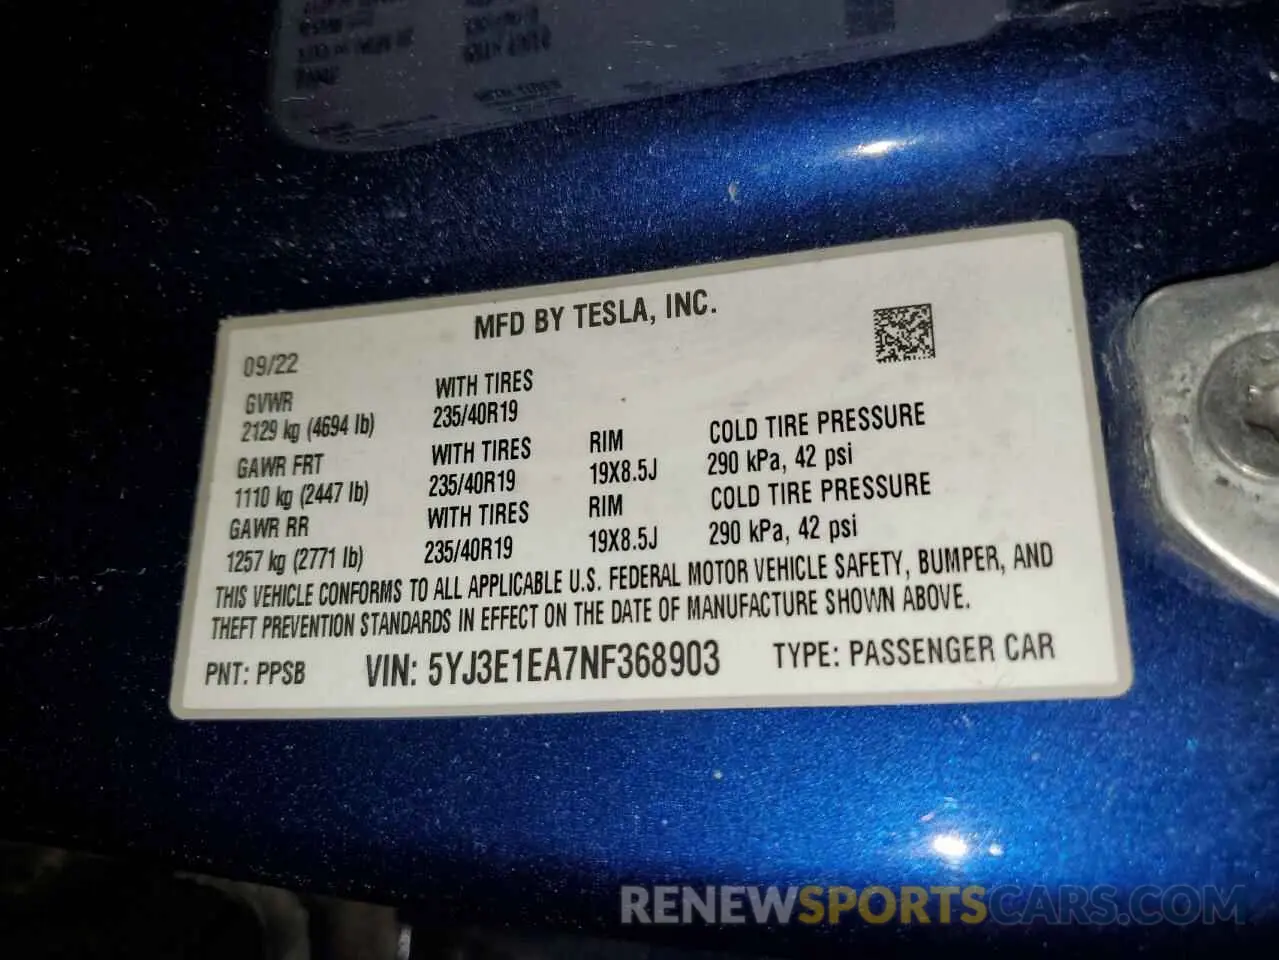 MFD BY TESLA, INC.
09/22
GVWR WITH TIRES
2129 kg (4694 lb) 235/40R19
GAWR FRT WITH TIRES RIM COLD TIRE PRESSURE
1110 kg (2447 lb) 235/40R19 19X8.5J 290 kPa, 42 psi
GAWR RR WITH TIRES RIM COLD TIRE PRESSURE
1257 kg (2771 lb) 235/40R19 19X8.5J 290 kPa, 42 psi
THIS VEHICLE CONFORMS TO ALL APPLICABLE U.S. FEDERAL MOTOR VEHICLE SAFETY, BUMPER, AND
THEFT PREVENTION STANDARDS IN EFFECT ON THE DATE OF MANUFACTURE SHOWN ABOVE.
PNT: PPSB VIN: 5YJ3E1EA7NF368903 TYPE: PASSENGER CAR
RENEWSPORTSCARS.COM